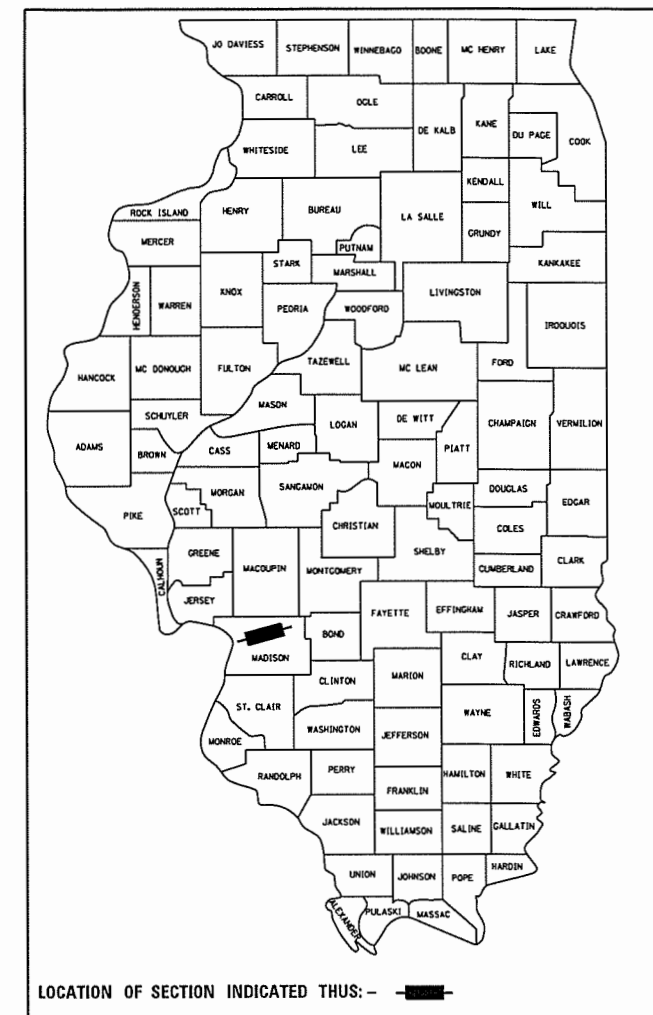 JO DAVIESS
STEPHENSON
WINNEBAGO
BOONE
MC HENRY
LAKE
CARROLL
OGLE
DE KALB
KANE
DU PAGE
COOK
WHITESIDE
LEE
KENDALL
ROCK ISLAND
HENRY
BUREAU
LA SALLE
GRUNDY
WILL
MERCER
PUTNAM
STARK
MARSHALL
KANKAKEE
HENDERSON
WARREN
KNOX
PEORIA
WOODFORD
LIVINGSTON
IROQUOIS
HANCOCK
MC DONOUGH
FULTON
TAZEWELL
MC LEAN
FORD
SCHUYLER
MASON
LOGAN
DE WITT
CHAMPAIGN
VERMILION
ADAMS
BROWN
CASS
MENARD
MACON
PIATT
PIKE
SCOTT
MORGAN
SANGAMON
CHRISTIAN
MOULTRIE
DOUGLAS
EDGAR
COLES
CALHOUN
GREENE
MACOUPIN
MONTGOMERY
SHELBY
CUMBERLAND
CLARK
JERSEY
FAYETTE
EFFINGHAM
JASPER
CRAWFORD
MADISON
BOND
CLAY
RICHLAND
LAWRENCE
CLINTON
MARION
ST. CLAIR
WAYNE
EDWARDS
WABASH
MONROE
WASHINGTON
JEFFERSON
RANDOLPH
PERRY
HAMILTON
WHITE
FRANKLIN
JACKSON
WILLIAMSON
SALINE
GALLATIN
UNION
JOHNSON
POPE
HARDIN
ALEXANDER
PULASKI
MASSAC
LOCATION OF SECTION INDICATED THUS: -